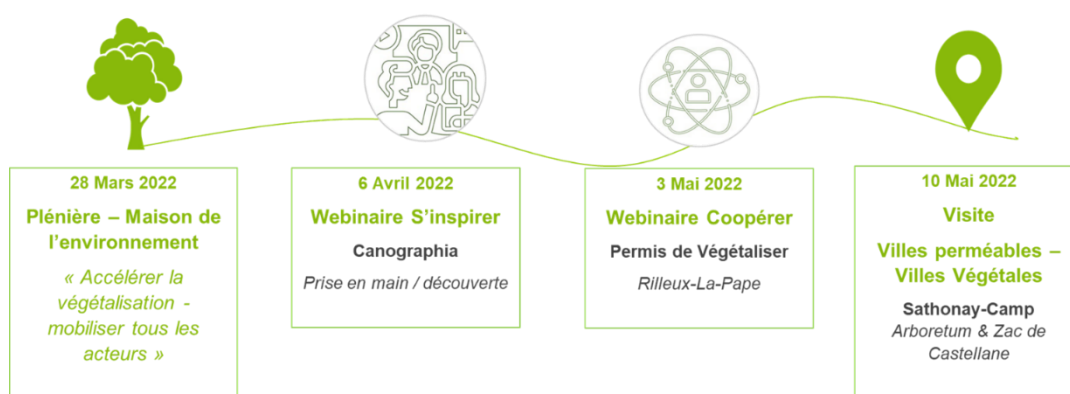 28 Mars 2022
Plénière – Maison de
l'environnement
« Accélérer la
végétalisation -
mobiliser tous les
acteurs »
6 Avril 2022
Webinaire S'inspirer
Canographia
Prise en main / découverte
3 Mai 2022
Webinaire Coopérer
Permis de Végétaliser
Rilleux-La-Pape
10 Mai 2022
Visite
Villes perméables –
Villes Végétales
Sathonay-Camp
Arboretum & Zac de
Castellane